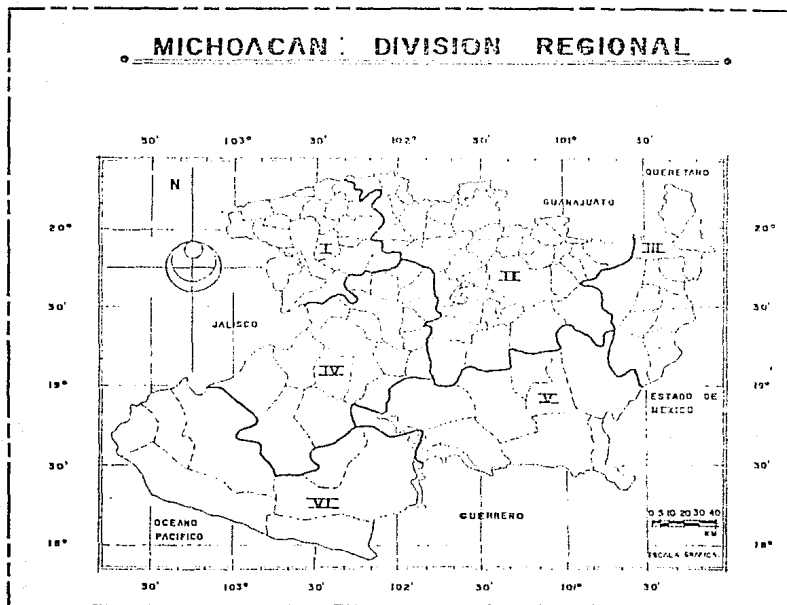 MICHOACAN: DIVISION REGIONAL
50' 103° 30' 102° 30' 101° 30'
N
QUERETARO
GUANAJUATO
20° 20°
I II III
30' 30'
JALISCO
IV
19° 19°
V
ESTADO DE
MEXICO
30' 30'
VI
OCEANO
PACIFICO
GUERRERO
0 5 10 20 30 40
KM
ESCALA GRAFICA
18° 18°
30' 103° 30' 102° 30' 101° 30'